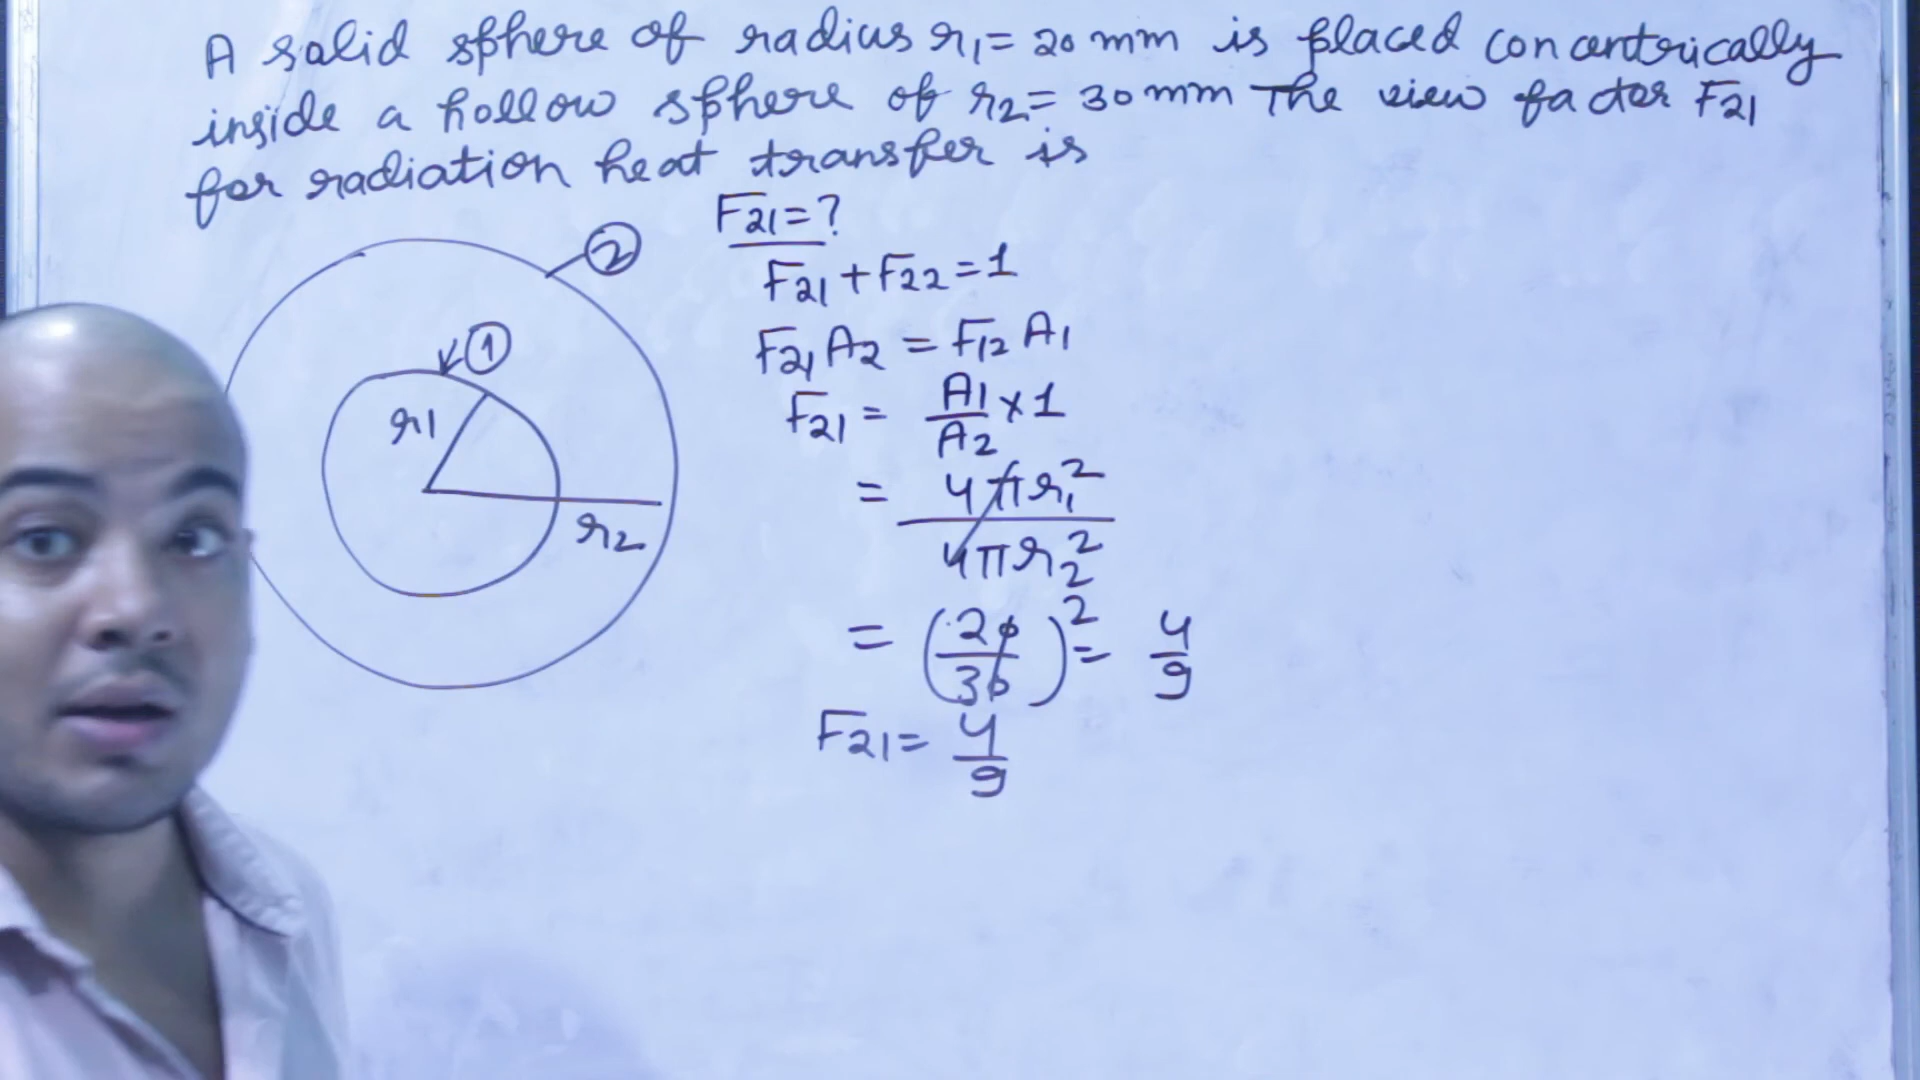 A solid sphere of radius r1 = 20 mm is placed concentrically
inside a hollow sphere of r2 = 30 mm The view factor F21
for radiation heat transfer is
F21 = ?
F21 + F22 = 1
F21 A2 = F12 A1
F21 = A1/A2 × 1
= 4πr1²/4πr2²
= (20/30)² = 4/9
F21 = 4/9
2
1
r1
r2